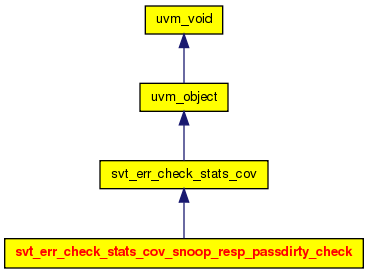 uvm_void
uvm_object
svt_err_check_stats_cov
svt_err_check_stats_cov_snoop_resp_passdirty_check